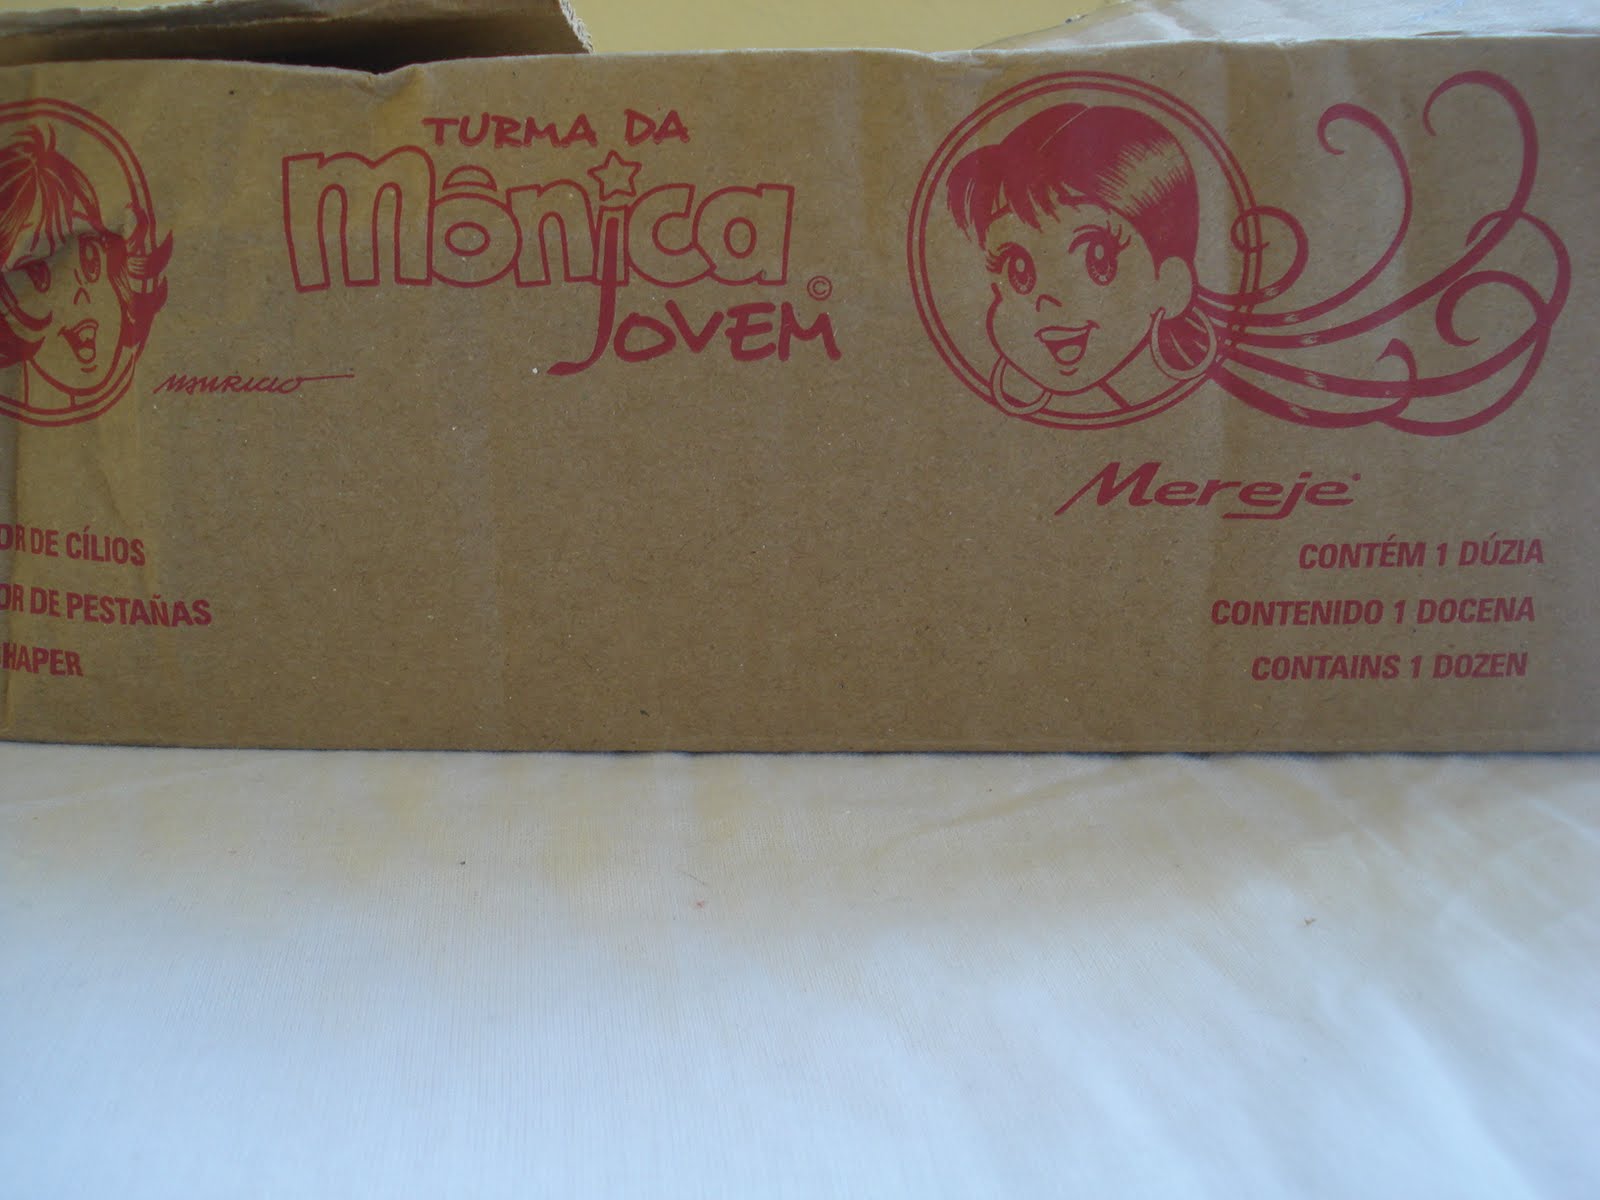 TURMA DA
Mônica
JOVEM
©
MAURICIO
Mereje
OR DE CÍLIOS
OR DE PESTAÑAS
HAPER
CONTÉM 1 DÚZIA
CONTENIDO 1 DOCENA
CONTAINS 1 DOZEN